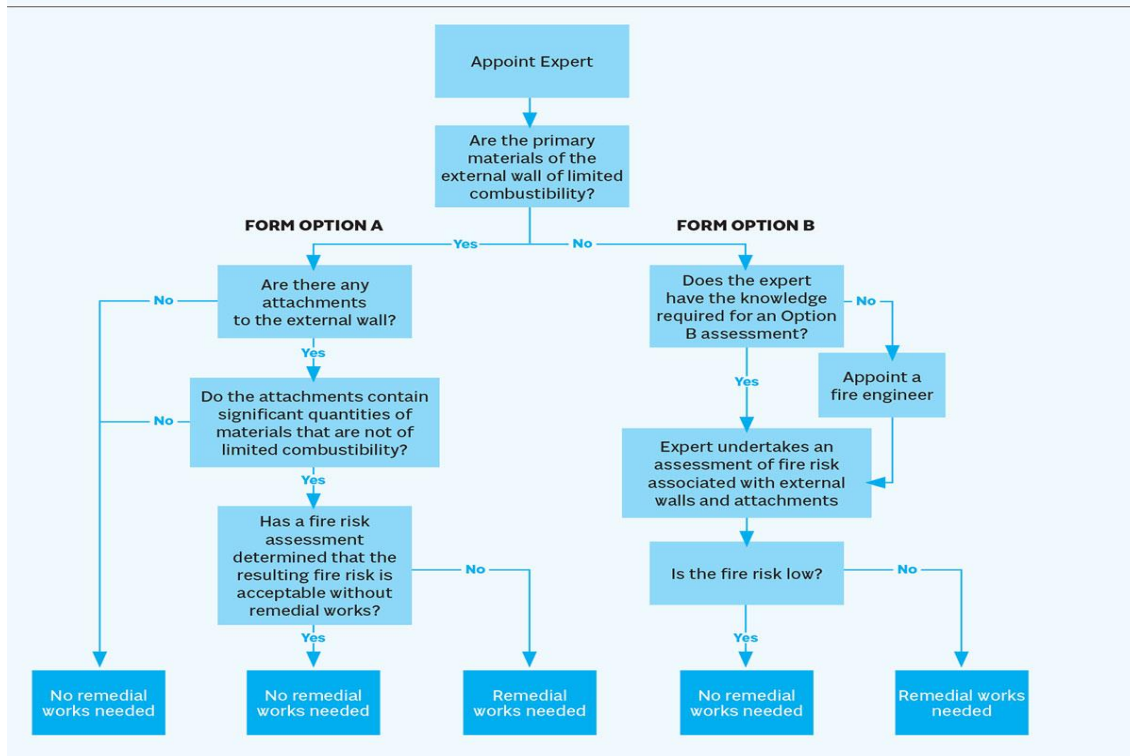 Appoint Expert
Are the primary
materials of the
external wall of limited
combustibility?
FORM OPTION A
FORM OPTION B
Yes
No
Are there any
attachments
to the external wall?
No
Yes
Does the expert
have the knowledge
required for an Option
B assessment?
No
Yes
Appoint a
fire engineer
Do the attachments contain
significant quantities of
materials that are not of
limited combustibility?
No
Yes
Expert undertakes an
assessment of fire risk
associated with external
walls and attachments
Has a fire risk
assessment
determined that the
resulting fire risk is
acceptable without
remedial works?
No
Yes
Is the fire risk low?
No
Yes
No remedial
works needed
No remedial
works needed
Remedial
works needed
No remedial
works needed
Remedial works
needed